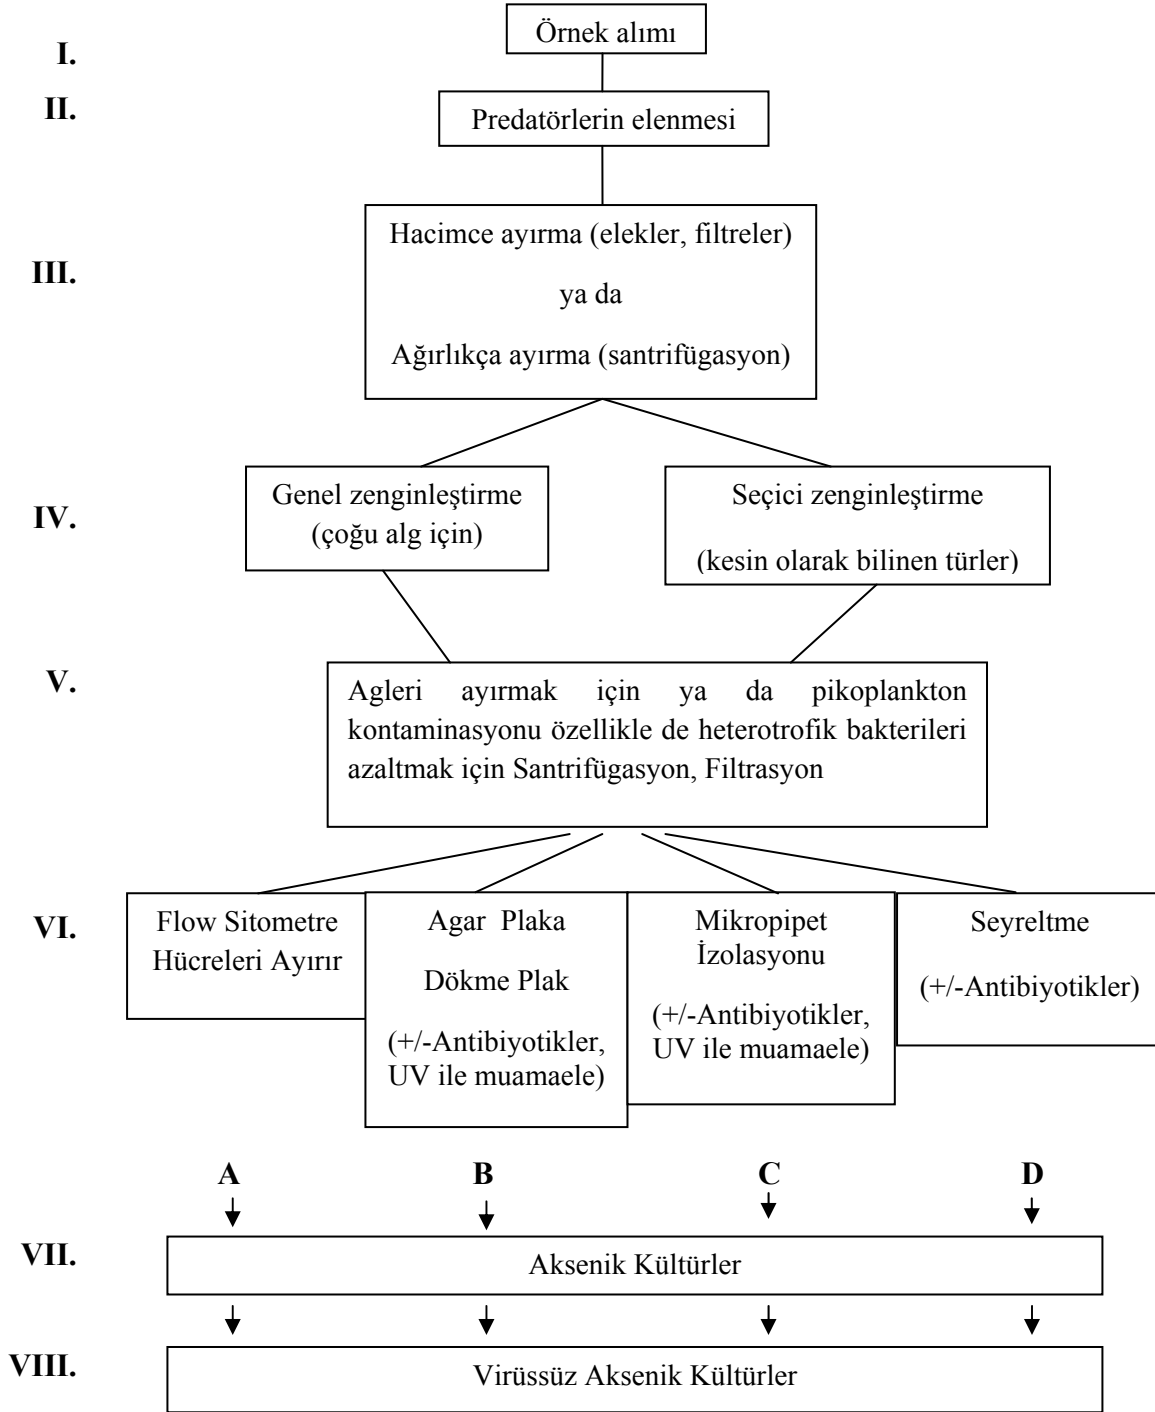 I.
Örnek alımı
II.
Predatörlerin elenmesi
III.
Hacimce ayırma (elekler, filtreler)
ya da
Ağırlıkça ayırma (santrifügasyon)
IV.
Genel zenginleştirme
(çoğu alg için)
Seçici zenginleştirme
(kesin olarak bilinen türler)
V.
Agleri ayırmak için ya da pikoplankton
kontaminasyonu özellikle de heterotrofik bakterileri
azaltmak için Santrifügasyon, Filtrasyon
VI.
Flow Sitometre
Hücreleri Ayırır
Agar Plaka
Dökme Plak
(+/-Antibiyotikler,
UV ile muamaele)
Mikropipet
İzolasyonu
(+/-Antibiyotikler,
UV ile muamaele)
Seyreltme
(+/-Antibiyotikler)
A B C D
VII.
Aksenik Kültürler
VIII.
Virüssüz Aksenik Kültürler